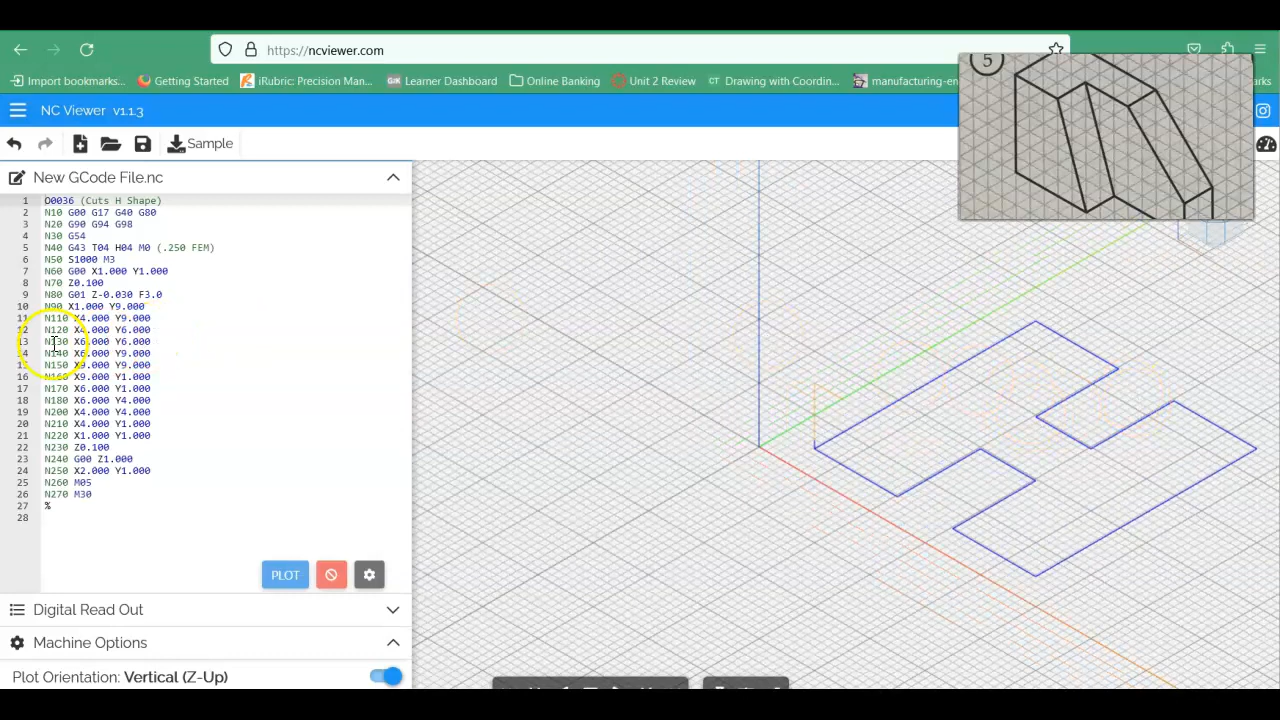 https://ncviewer.com
Import bookmarks... Getting Started iRubric: Precision Man... Learner Dashboard Online Banking Unit 2 Review CT Drawing with Coordin... manufacturing-en
5
NC Viewer v1.1.3
Sample
New GCode File.nc
1 O0036 (Cuts H Shape)
2 N10 G00 G17 G40 G80
3 N20 G90 G94 G98
4 N30 G54
5 N40 G43 T04 H04 M0 (.250 FEM)
6 N50 S1000 M3
7 N60 G00 X1.000 Y1.000
8 N70 Z0.100
9 N80 G01 Z-0.030 F3.0
10 N90 X1.000 Y9.000
11 N110 X4.000 Y9.000
12 N120 X4.000 Y6.000
13 N130 X6.000 Y6.000
14 N140 X6.000 Y9.000
15 N150 X9.000 Y9.000
16 N160 X9.000 Y1.000
17 N170 X6.000 Y1.000
18 N180 X6.000 Y4.000
19 N200 X4.000 Y4.000
20 N210 X4.000 Y1.000
21 N220 X1.000 Y1.000
22 N230 Z0.100
23 N240 G00 Z1.000
24 N250 X2.000 Y1.000
25 N260 M05
26 N270 M30
27 %
28
PLOT
Digital Read Out
Machine Options
Plot Orientation: Vertical (Z-Up)